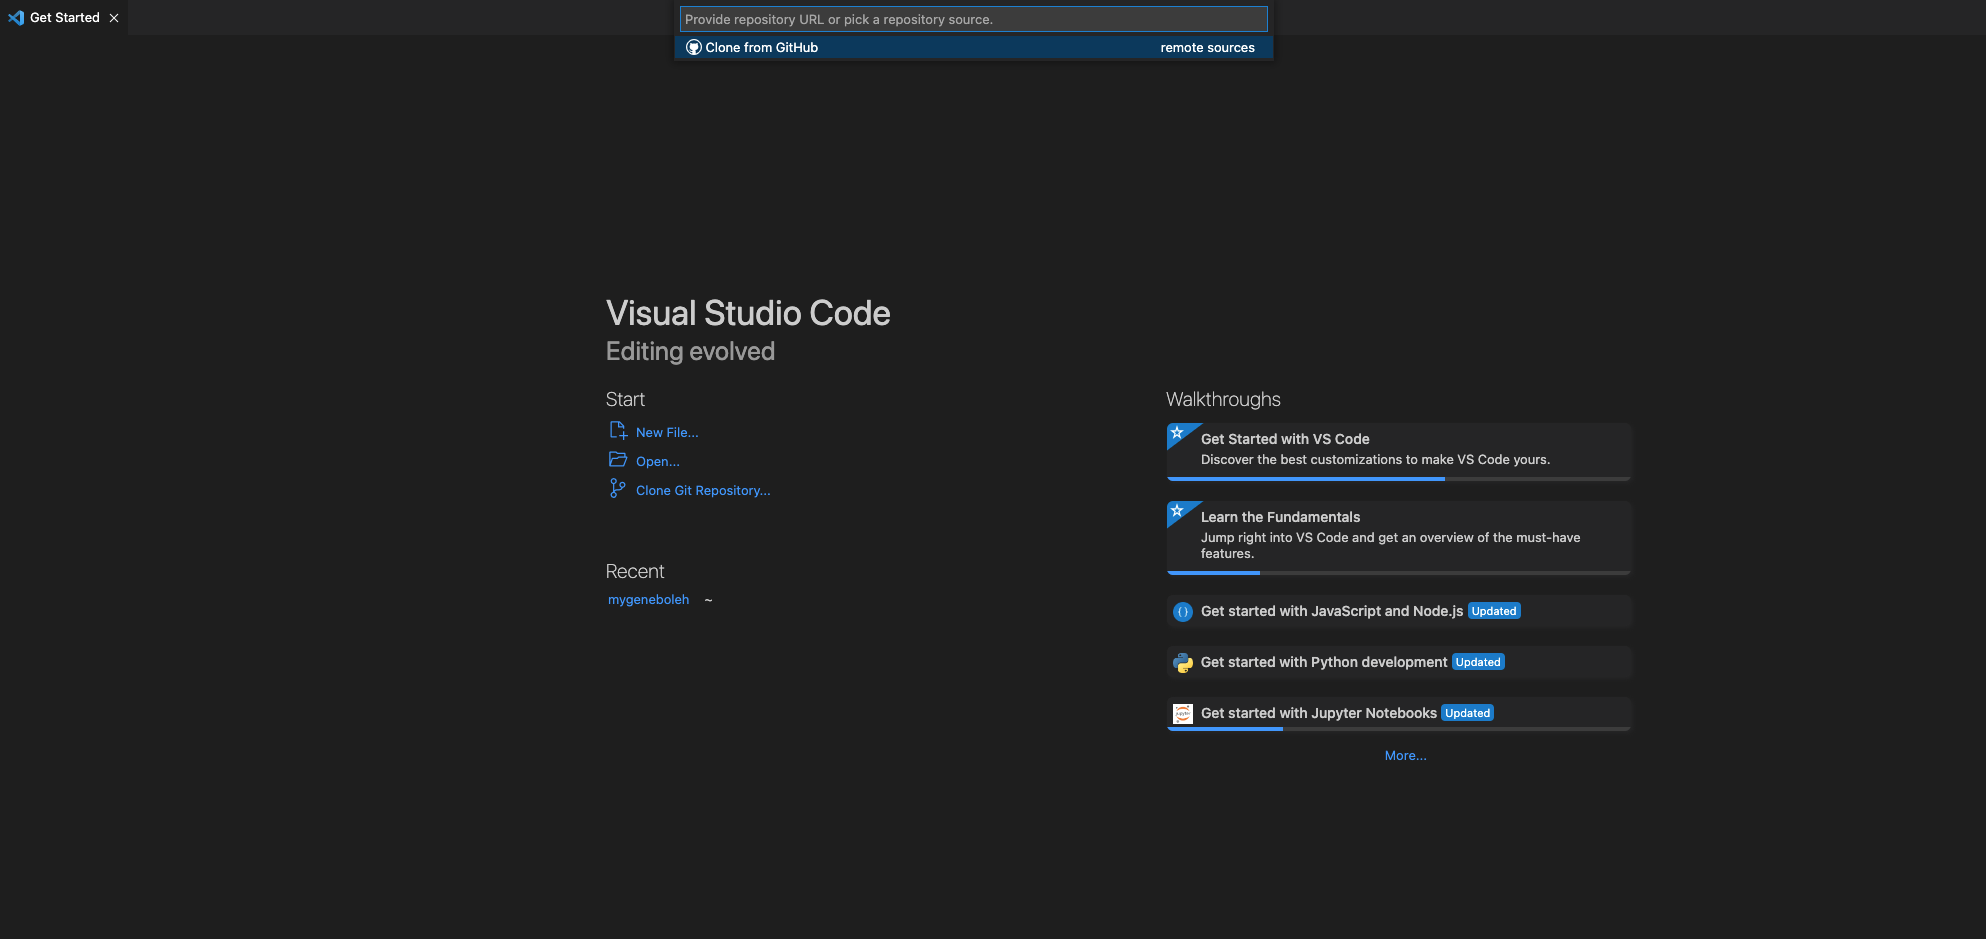 Get Started
Provide repository URL or pick a repository source.
Clone from GitHub remote sources
Visual Studio Code
Editing evolved
Start
New File...
Open...
Clone Git Repository...
Recent
mygeneboleh ~
Walkthroughs
Get Started with VS Code
Discover the best customizations to make VS Code yours.
Learn the Fundamentals
Jump right into VS Code and get an overview of the must-have
features.
Get started with JavaScript and Node.js Updated
Get started with Python development Updated
Get started with Jupyter Notebooks Updated
More...